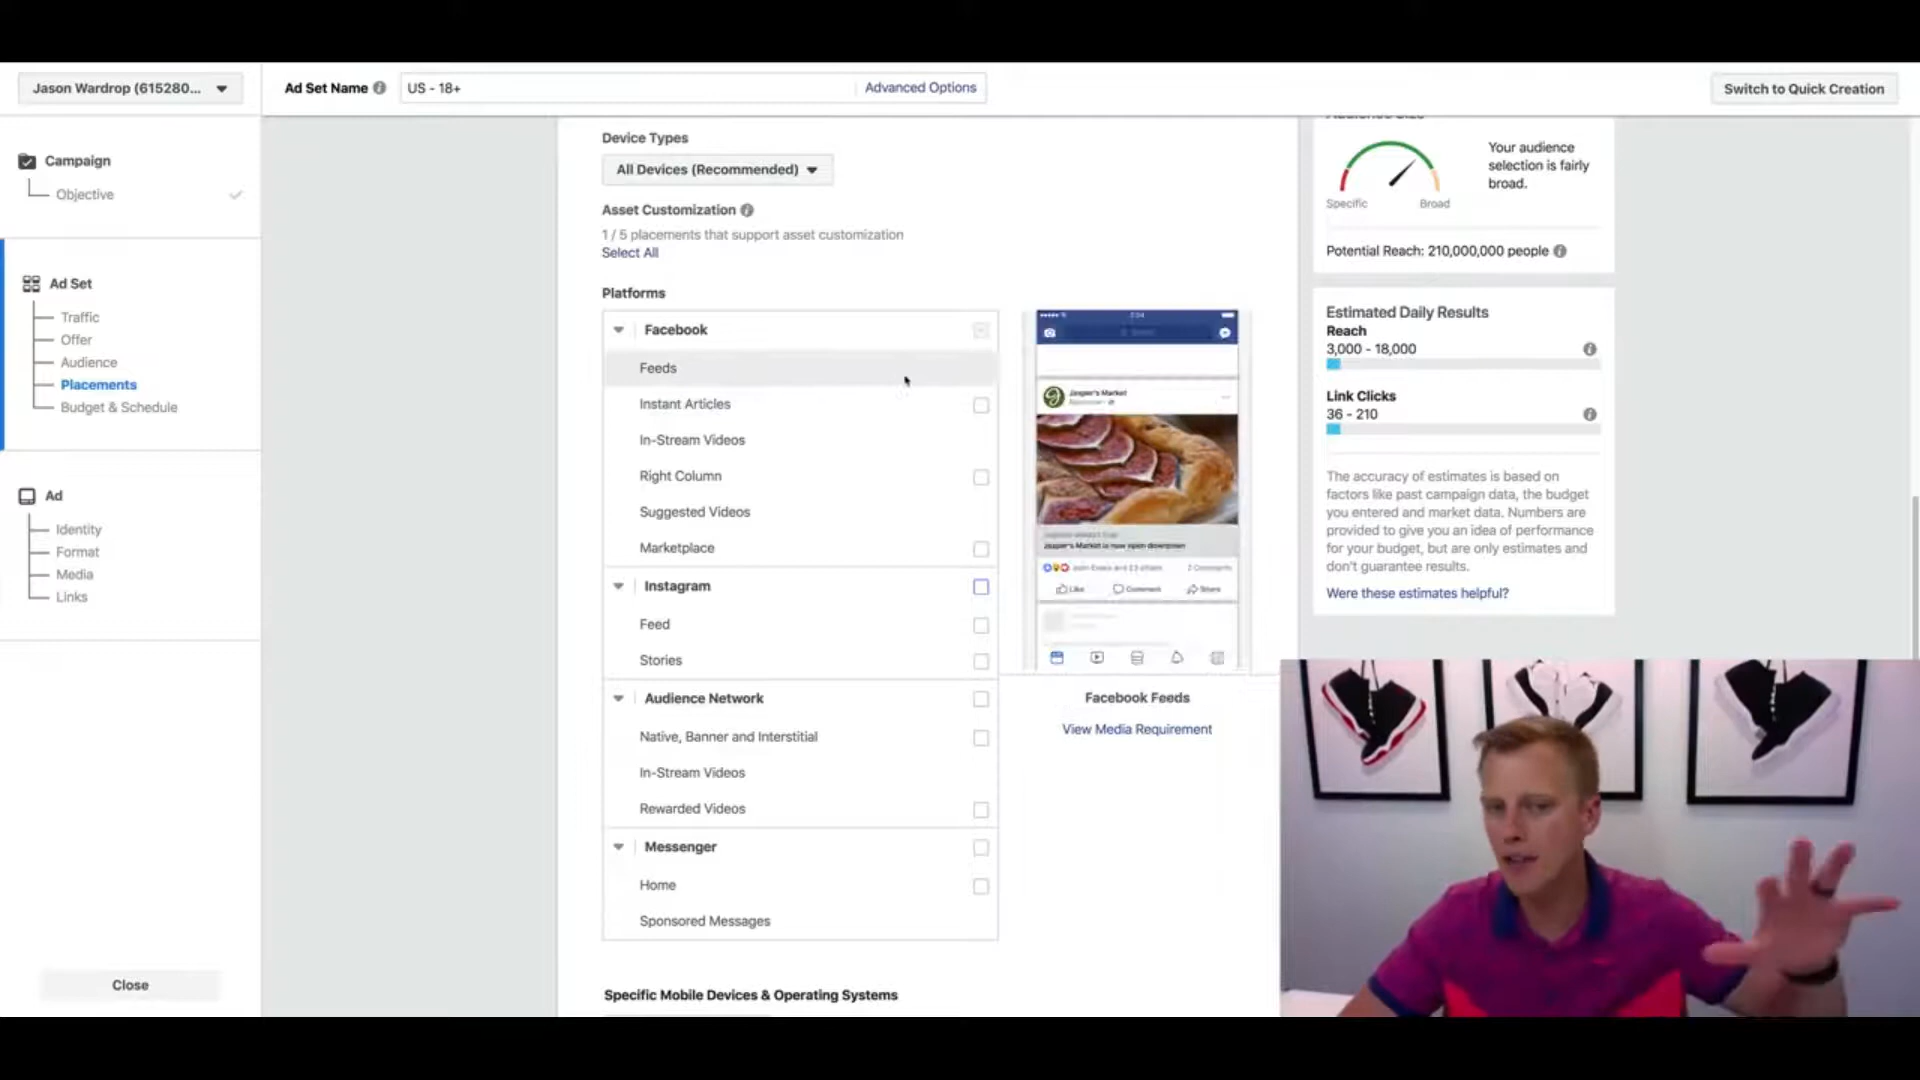 Jason Wardrop (615280...
Ad Set Name
US - 18+
Advanced Options
Switch to Quick Creation
Campaign
Objective
Ad Set
Traffic
Offer
Audience
Placements
Budget & Schedule
Ad
Identity
Format
Media
Links
Close
Device Types
All Devices (Recommended)
Asset Customization
1 / 5 placements that support asset customization
Select All
Platforms
Facebook
Feeds
Instant Articles
In-Stream Videos
Right Column
Suggested Videos
Marketplace
Instagram
Feed
Stories
Audience Network
Native, Banner and Interstitial
In-Stream Videos
Rewarded Videos
Messenger
Home
Sponsored Messages
Specific Mobile Devices & Operating Systems
Jasper's Market
Jasper's Market is now open downtown
Like
Comment
Share
Facebook Feeds
View Media Requirement
Audience Size
Your audience
selection is fairly
broad.
Specific
Broad
Potential Reach: 210,000,000 people
Estimated Daily Results
Reach
3,000 - 18,000
Link Clicks
36 - 210
The accuracy of estimates is based on
factors like past campaign data, the budget
you entered and market data. Numbers are
provided to give you an idea of performance
for your budget, but are only estimates and
don't guarantee results.
Were these estimates helpful?